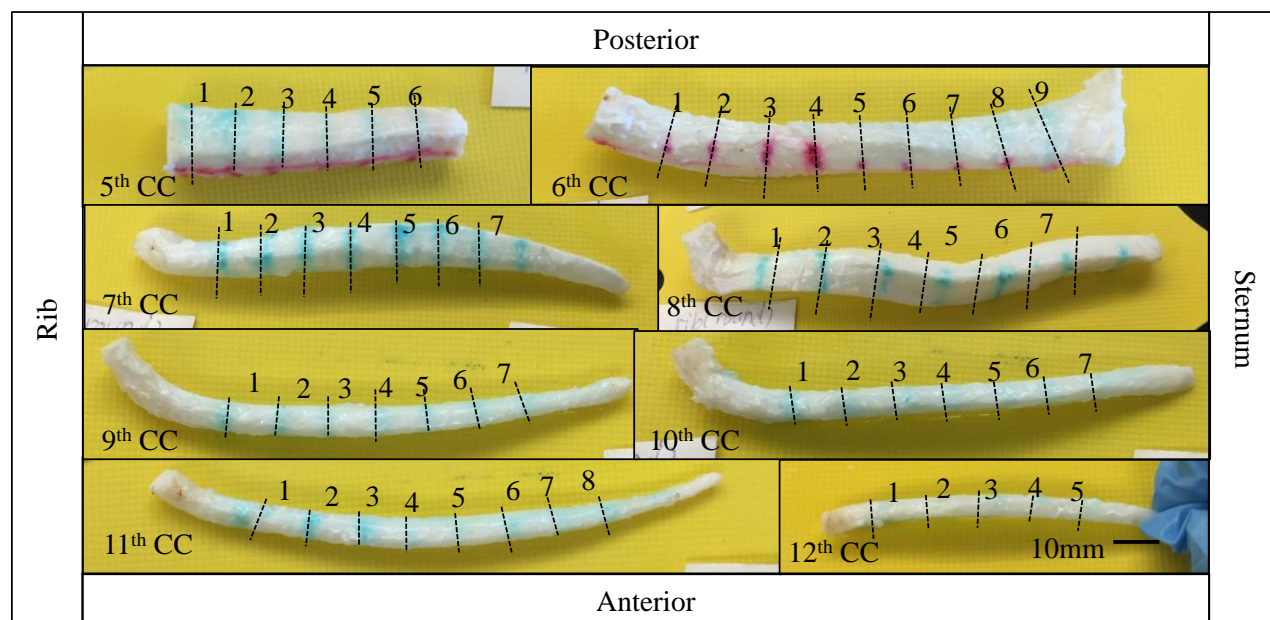 Posterior
Rib
Sternum
1 2 3 4 5 6
5th CC
1 2 3 4 5 6 7 8 9
6th CC
1 2 3 4 5 6 7
7th CC
1 2 3 4 5 6 7
8th CC
1 2 3 4 5 6 7
9th CC
1 2 3 4 5 6 7
10th CC
1 2 3 4 5 6 7 8
11th CC
1 2 3 4 5
12th CC
10mm
Anterior